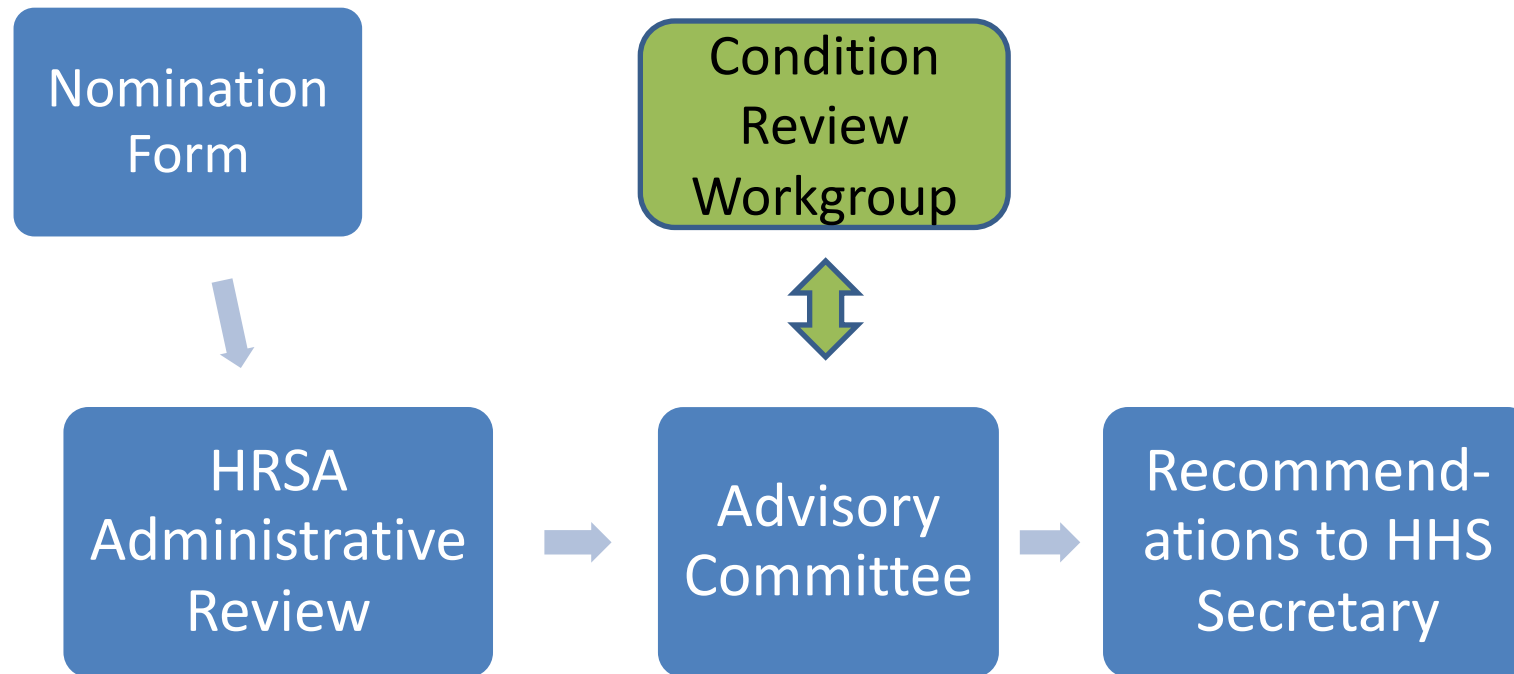 Nomination
Form
Condition
Review
Workgroup
HRSA
Administrative
Review
Advisory
Committee
Recommend-
ations to HHS
Secretary